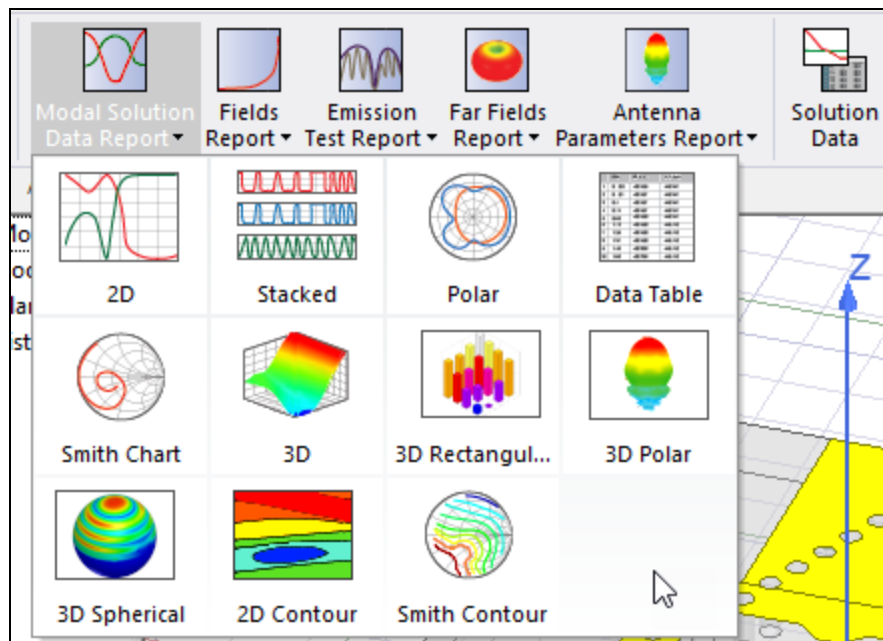 Modal Solution
Data Report
Fields
Report
Emission
Test Report
Far Fields
Report
Antenna
Parameters Report
Solution
Data
2D
Stacked
Polar
Data Table
Smith Chart
3D
3D Rectangul...
3D Polar
3D Spherical
2D Contour
Smith Contour
Z